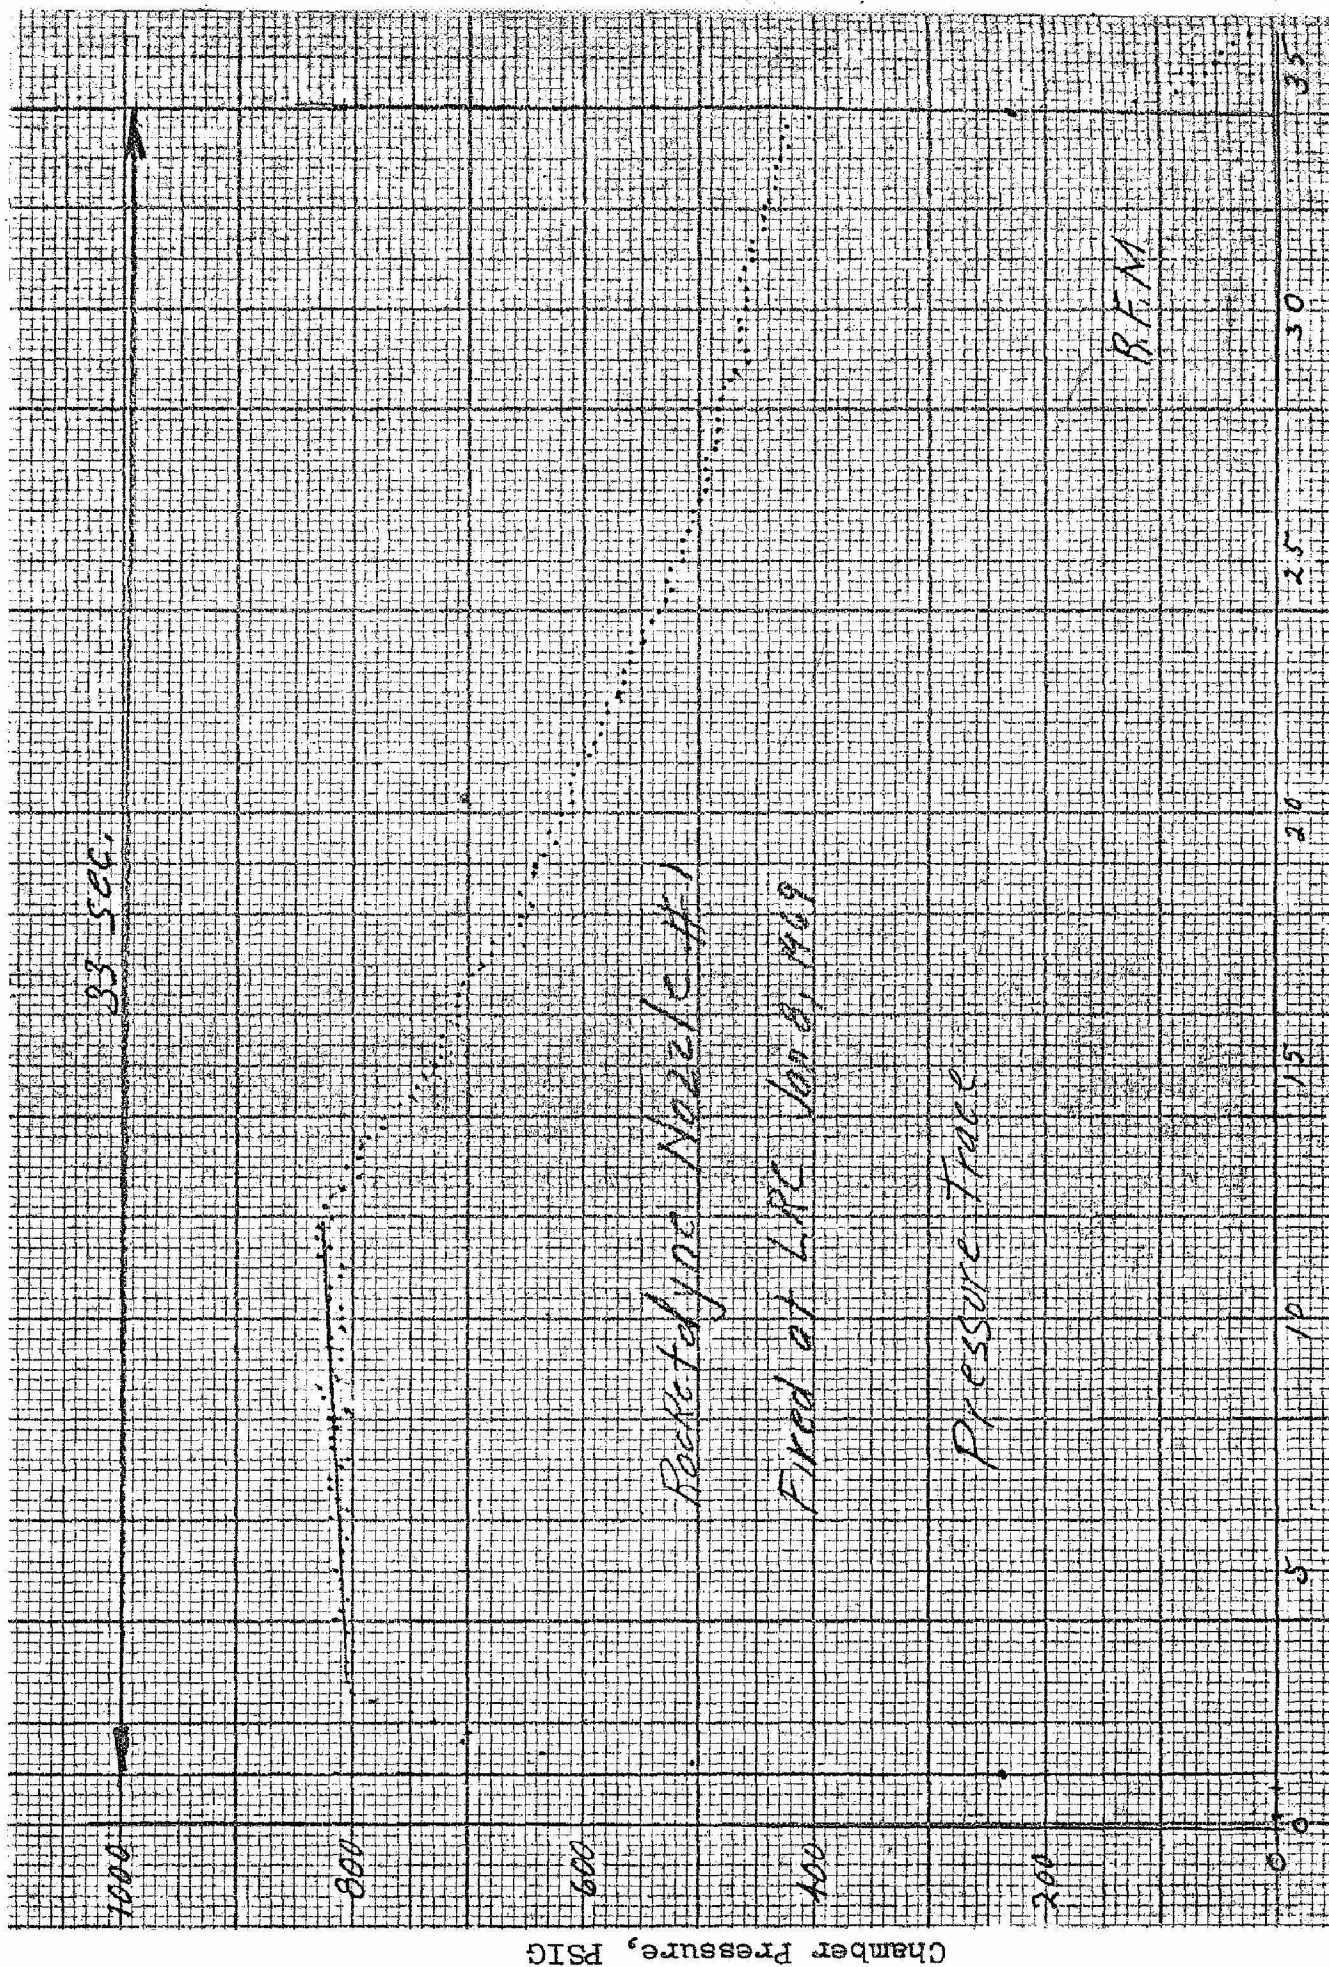 33 sec.
1000
800
600
400
200
0
Rocketdyne Nozzle #1
Fired at LRC Jan 8, 1969
Pressure Trace
R.F.M.
0 5 10 15 20 25 30 35
Chamber Pressure, PSIG